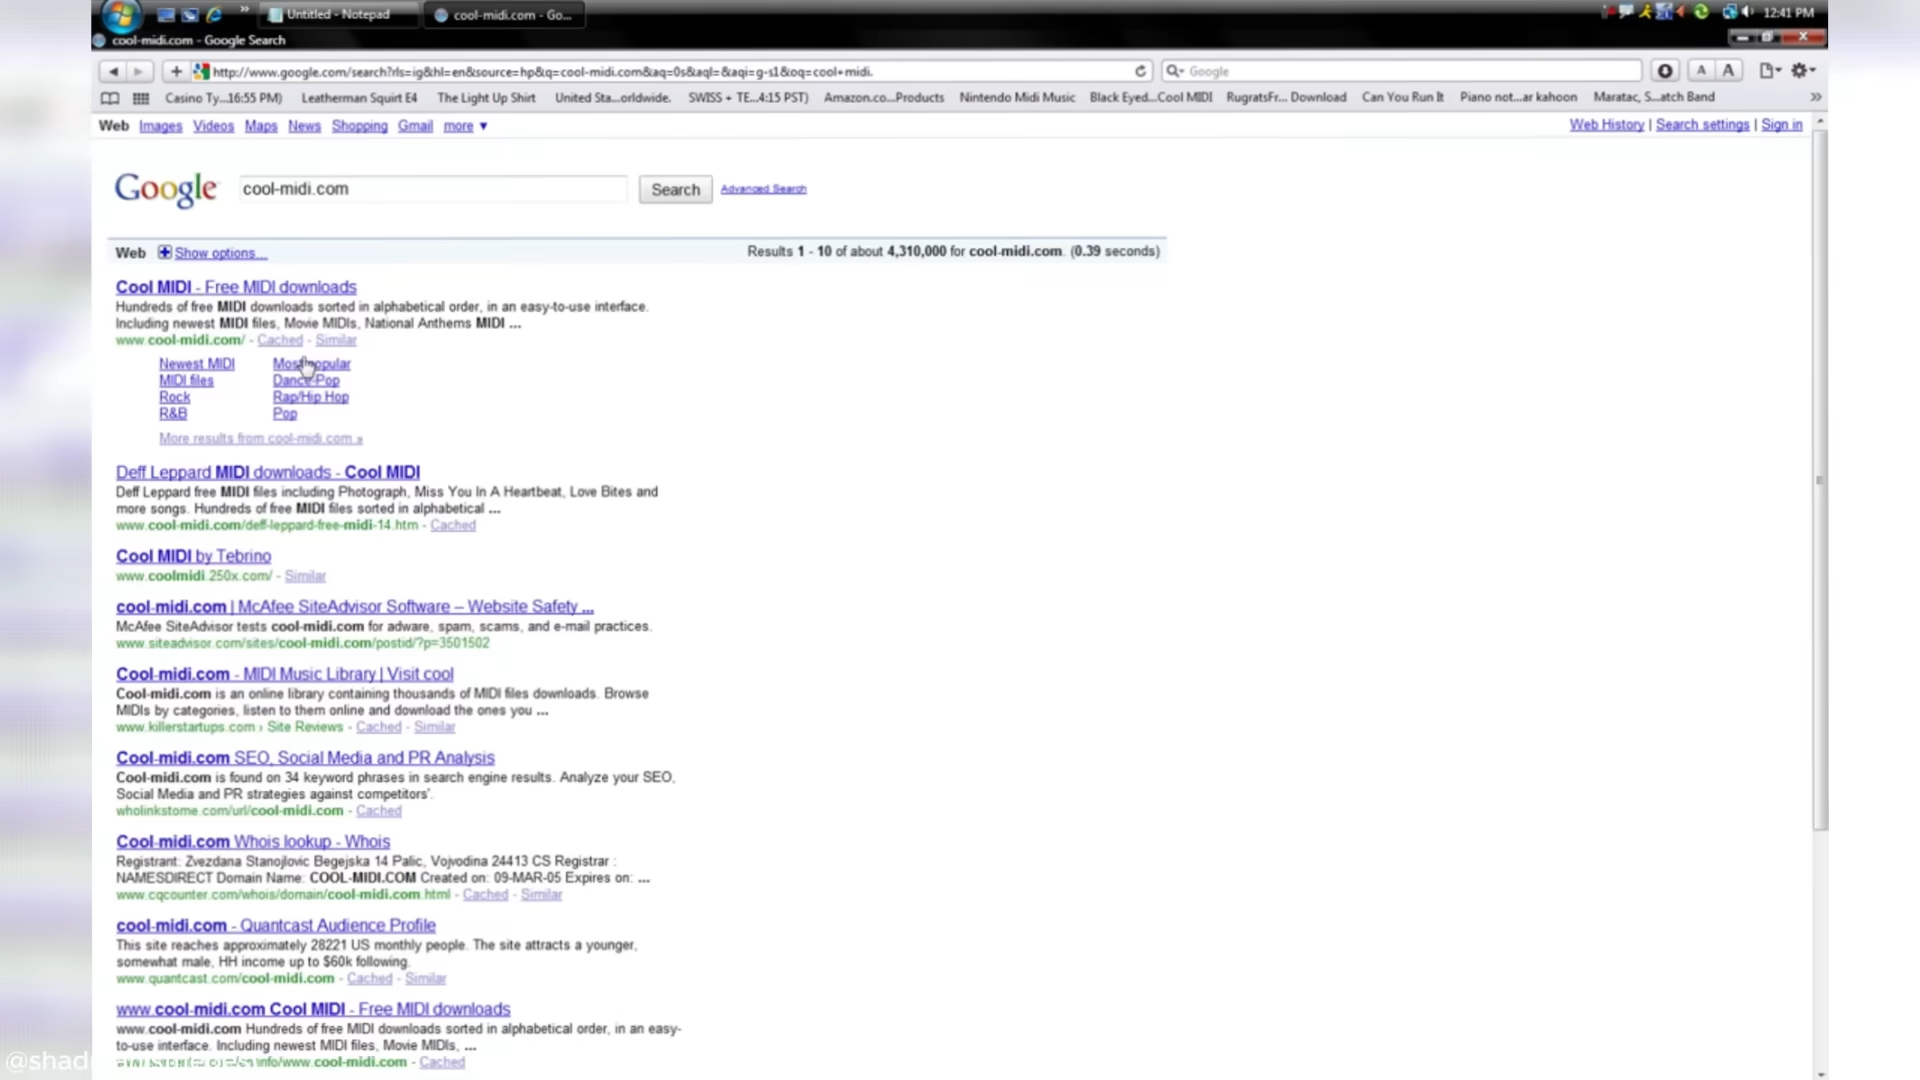 Untitled - Notepad
cool-midi.com - Go...
12:41 PM
cool-midi.com - Google Search
http://www.google.com/search?rls=ig&hl=en&source=hp&q=cool-midi.com&aq=0s&aql=&aqi=g-s1&oq=cool+midi.
Google
A A
Casino Ty...16:55 PM) Leatherman Squirt E4 The Light Up Shirt United Sta...orldwide. SWISS + TE...4:15 PST) Amazon.co...Products Nintendo Midi Music Black Eyed...Cool MIDI RugratsFr... Download Can You Run It Piano not...ar kahoon Maratac, S...atch Band
Web Images Videos Maps News Shopping Gmail more ▼
Web History | Search settings | Sign in
Google
cool-midi.com
Search
Advanced Search
Web Show options...
Results 1 - 10 of about 4,310,000 for cool-midi.com. (0.39 seconds)
Cool MIDI - Free MIDI downloads
Hundreds of free MIDI downloads sorted in alphabetical order, in an easy-to-use interface.
Including newest MIDI files, Movie MIDIs, National Anthems MIDI ...
www.cool-midi.com/ - Cached - Similar
Newest MIDI Most popular
MIDI files Dance-Pop
Rock Rap/Hip Hop
R&B Pop
More results from cool-midi.com »
Deff Leppard MIDI downloads - Cool MIDI
Deff Leppard free MIDI files including Photograph, Miss You In A Heartbeat, Love Bites and
more songs. Hundreds of free MIDI files sorted in alphabetical ...
www.cool-midi.com/deff-leppard-free-midi-14.htm - Cached
Cool MIDI by Tebrino
www.coolmidi.250x.com/ - Similar
cool-midi.com | McAfee SiteAdvisor Software – Website Safety ...
McAfee SiteAdvisor tests cool-midi.com for adware, spam, scams, and e-mail practices.
www.siteadvisor.com/sites/cool-midi.com/postid/?p=3501502
Cool-midi.com - MIDI Music Library | Visit cool
Cool-midi.com is an online library containing thousands of MIDI files downloads. Browse
MIDIs by categories, listen to them online and download the ones you ...
www.killerstartups.com › Site Reviews - Cached - Similar
Cool-midi.com SEO, Social Media and PR Analysis
Cool-midi.com is found on 34 keyword phrases in search engine results. Analyze your SEO,
Social Media and PR strategies against competitors'.
wholinkstome.com/url/cool-midi.com - Cached
Cool-midi.com Whois lookup - Whois
Registrant: Zvezdana Stanojlovic Begejska 14 Palic, Vojvodina 24413 CS Registrar :
NAMESDIRECT Domain Name: COOL-MIDI.COM Created on: 09-MAR-05 Expires on: ...
www.cqcounter.com/whois/domain/cool-midi.com.html - Cached - Similar
cool-midi.com - Quantcast Audience Profile
This site reaches approximately 28221 US monthly people. The site attracts a younger,
somewhat male, HH income up to $60k following.
www.quantcast.com/cool-midi.com - Cached - Similar
www.cool-midi.com Cool MIDI - Free MIDI downloads
www.cool-midi.com Hundreds of free MIDI downloads sorted in alphabetical order, in an easy-
to-use interface. Including newest MIDI files, Movie MIDIs, ...
info/www.cool-midi.com - Cached